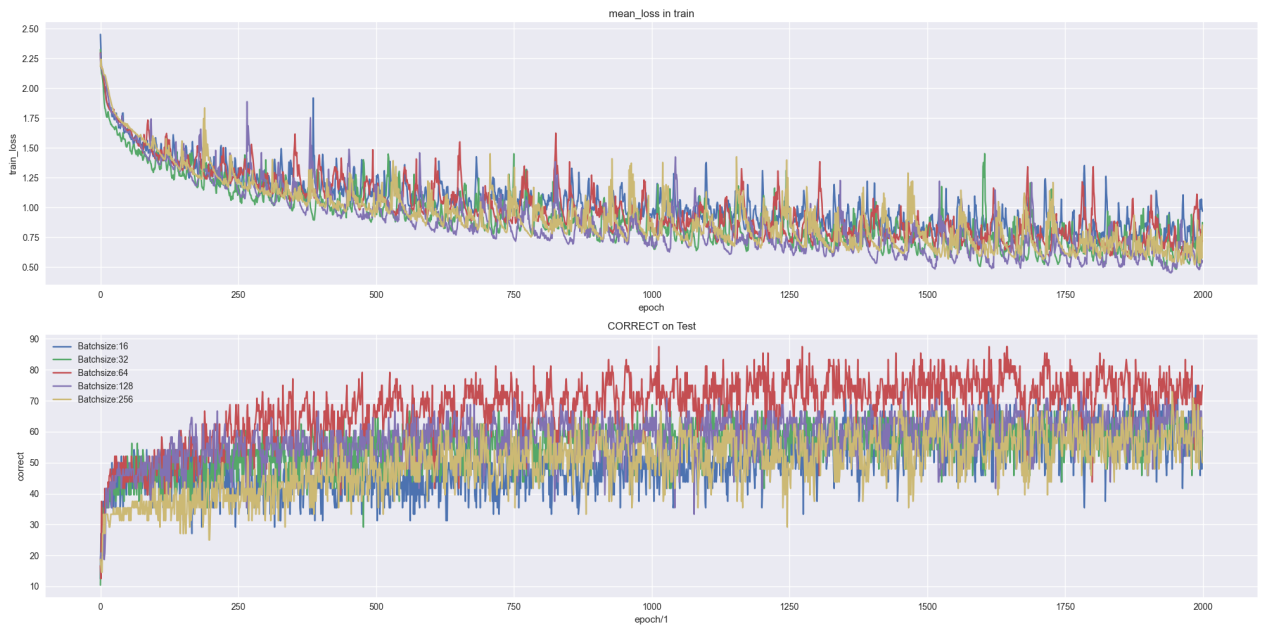 mean_loss in train
2.50
2.25
2.00
1.75
1.50
1.25
1.00
0.75
0.50
train_loss
0 250 500 750 1000 1250 1500 1750 2000
epoch
CORRECT on Test
90
80
70
60
50
40
30
20
10
correct
Batchsize:16
Batchsize:32
Batchsize:64
Batchsize:128
Batchsize:256
0 250 500 750 1000 1250 1500 1750 2000
epoch/1